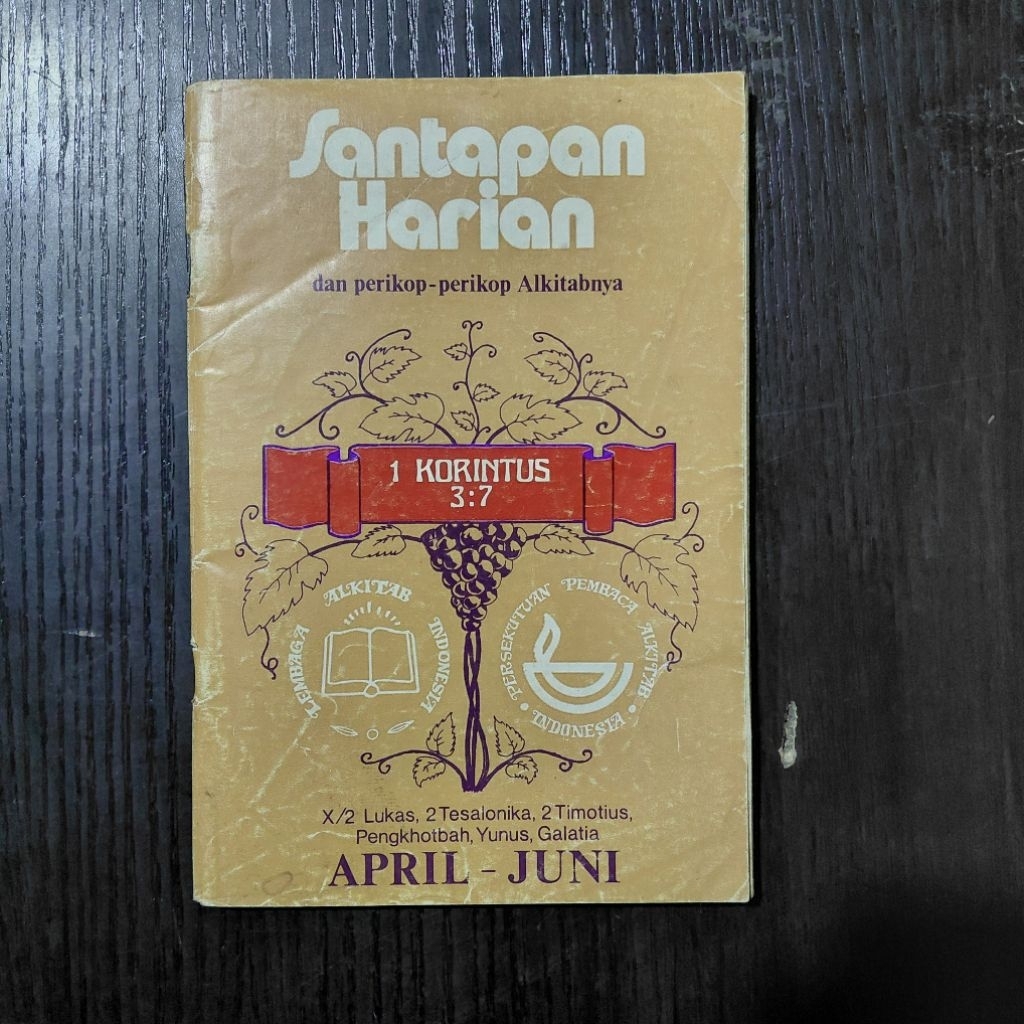 Santapan
Harian
dan perikop-perikop Alkitabnya
1 KORINTUS
3:7
LEMBAGA ALKITAB INDONESIA
• PERSEKUTUAN PEMBACA ALKITAB •
INDONESIA
X/2 Lukas, 2 Tesalonika, 2 Timotius,
Pengkhotbah, Yunus, Galatia
APRIL - JUNI